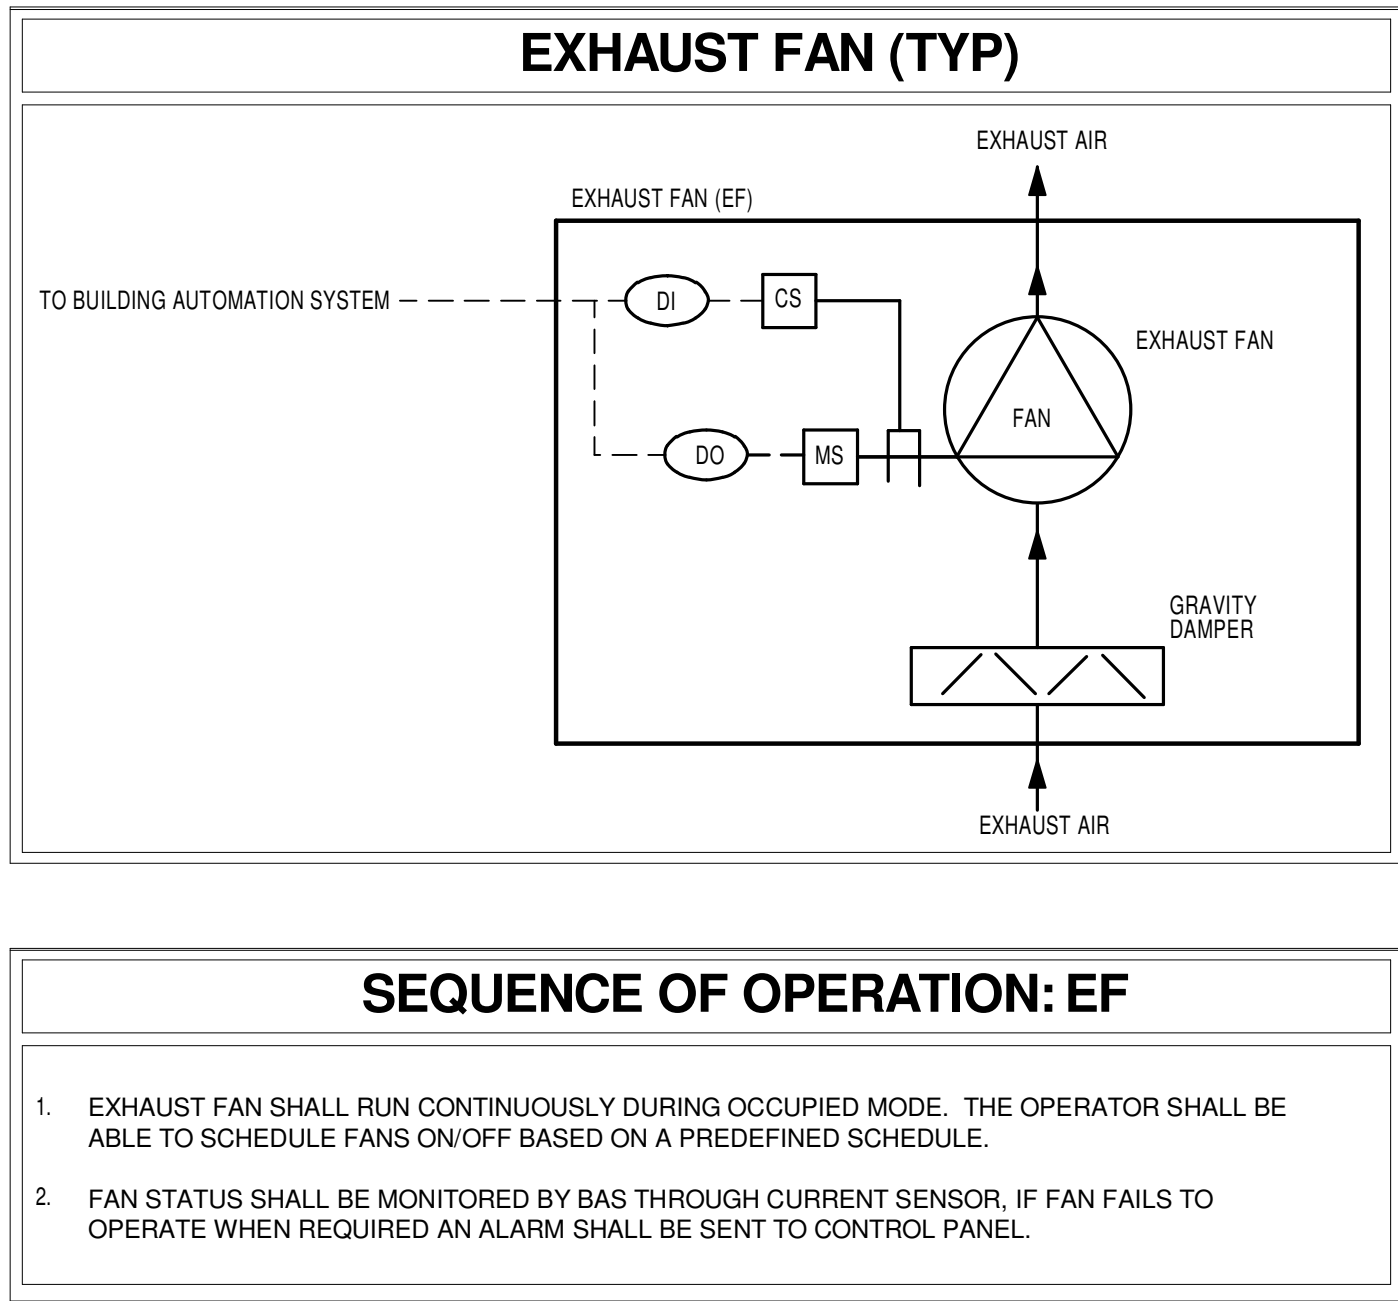 EXHAUST FAN (TYP)
EXHAUST AIR
EXHAUST FAN (EF)
TO BUILDING AUTOMATION SYSTEM
DI
CS
EXHAUST FAN
FAN
DO
MS
GRAVITY
DAMPER
EXHAUST AIR
SEQUENCE OF OPERATION: EF
1. EXHAUST FAN SHALL RUN CONTINUOUSLY DURING OCCUPIED MODE. THE OPERATOR SHALL BE
ABLE TO SCHEDULE FANS ON/OFF BASED ON A PREDEFINED SCHEDULE.
2. FAN STATUS SHALL BE MONITORED BY BAS THROUGH CURRENT SENSOR, IF FAN FAILS TO
OPERATE WHEN REQUIRED AN ALARM SHALL BE SENT TO CONTROL PANEL.